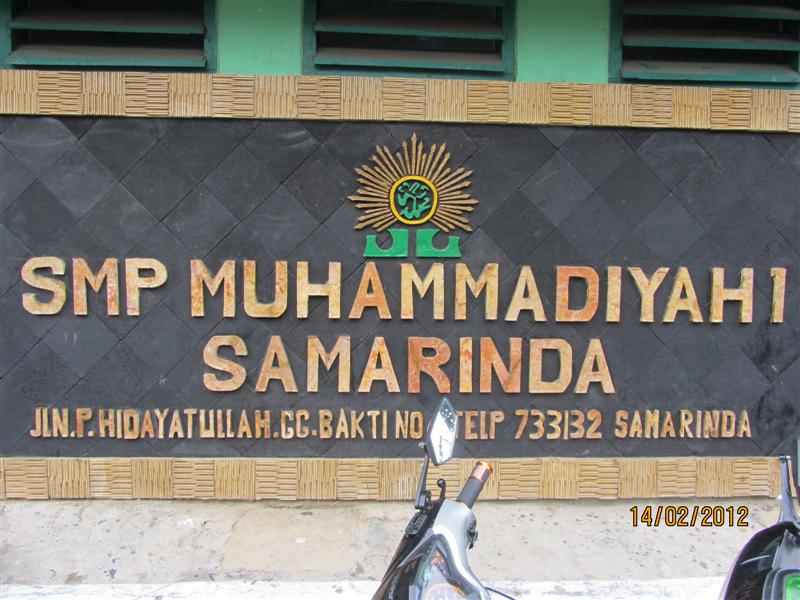 SMP MUHAMMADIYAH 1
SAMARINDA
JLN.P.HIDAYATULLAH.GG.BAKTI NO TELP 733132 SAMARINDA
14/02/2012